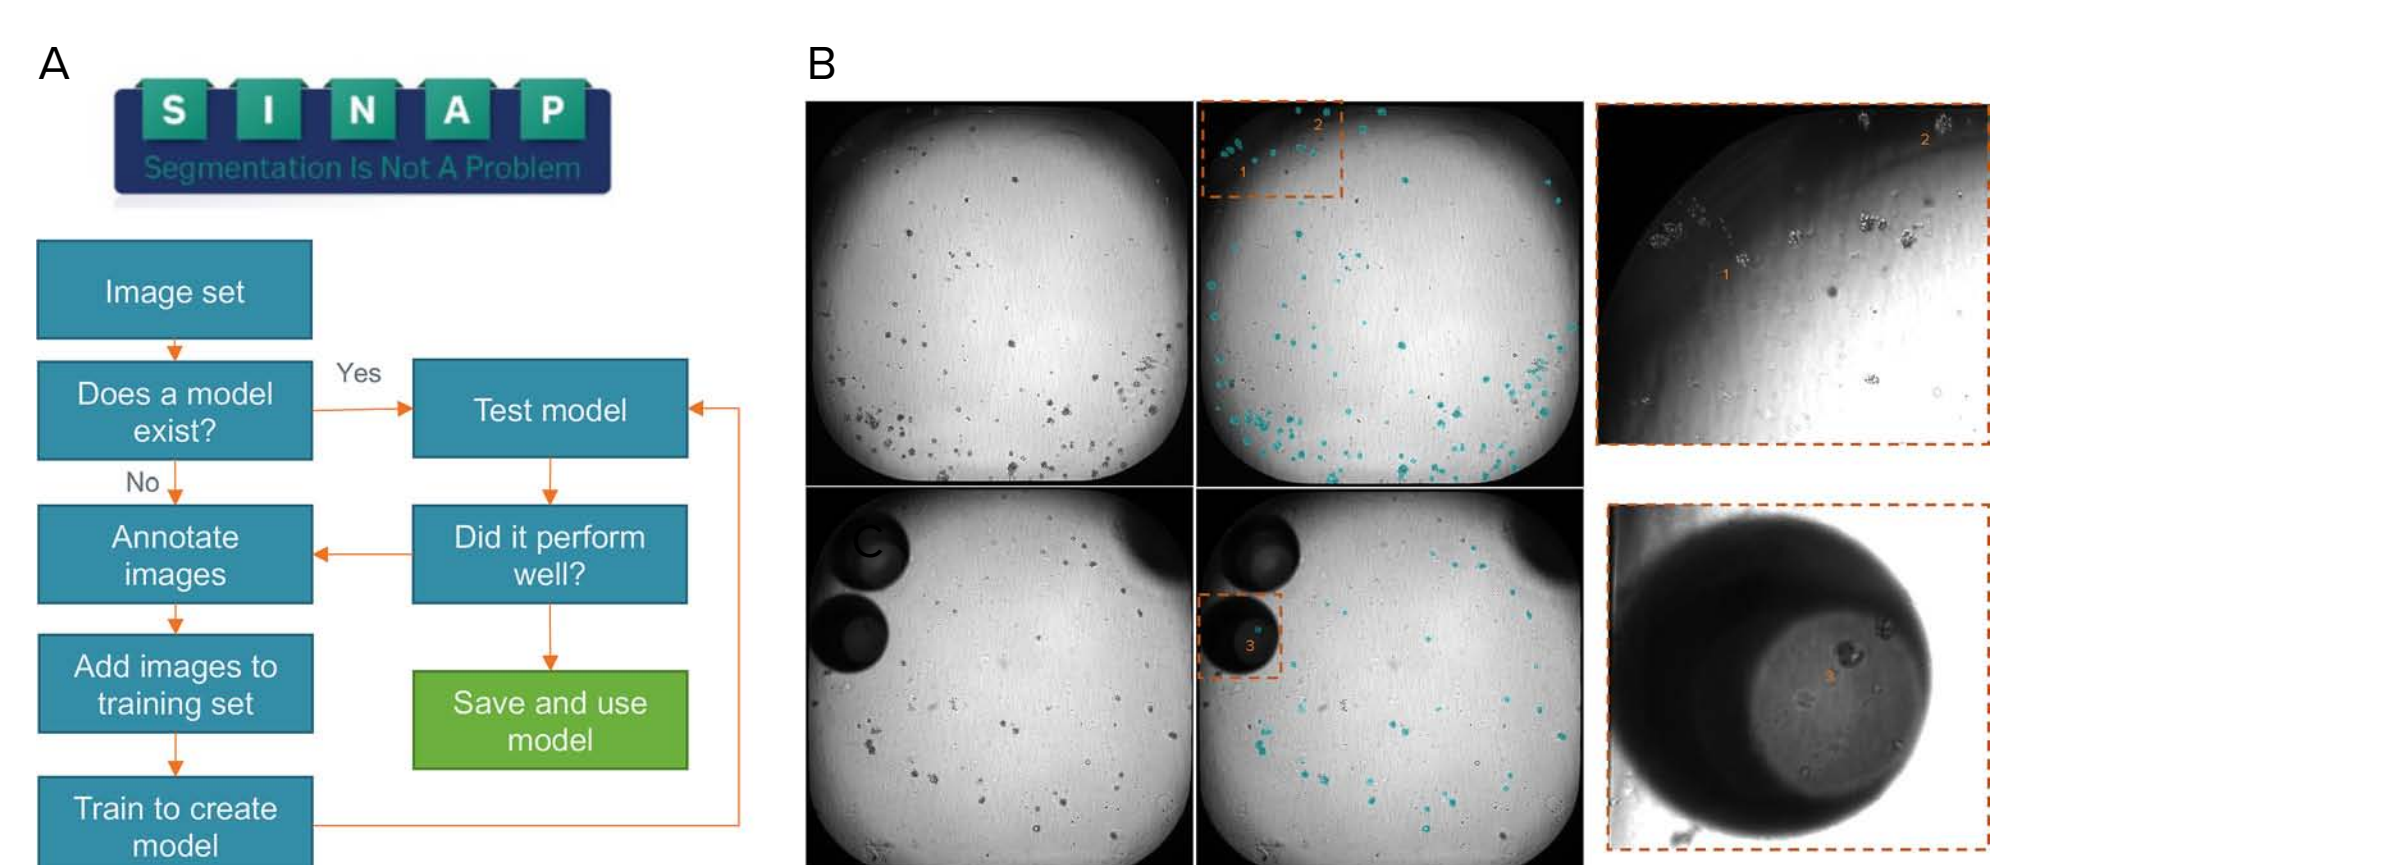 A
S I N A P
Segmentation Is Not A Problem
Image set
Does a model
exist?
Yes
No
Test model
Annotate
images
Did it perform
well?
Add images to
training set
Save and use
model
Train to create
model
B
2
1
2
1
C
3
3